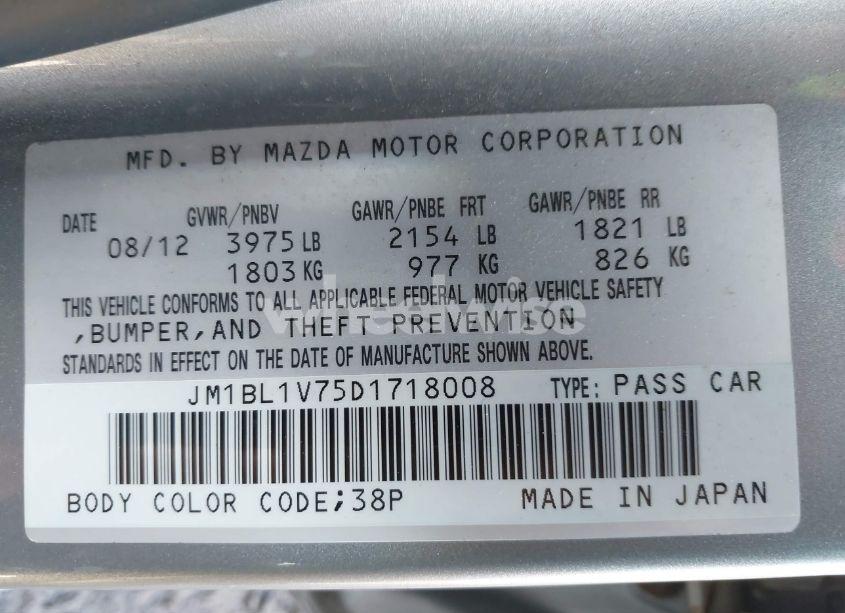 MFD. BY MAZDA MOTOR CORPORATION
DATE GVWR/PNBV GAWR/PNBE FRT GAWR/PNBE RR
08/12 3975 LB 2154 LB 1821 LB
1803 KG 977 KG 826 KG
THIS VEHICLE CONFORMS TO ALL APPLICABLE FEDERAL MOTOR VEHICLE SAFETY
,BUMPER,AND THEFT PREVENTION
STANDARDS IN EFFECT ON THE DATE OF MANUFACTURE SHOWN ABOVE.
JM1BL1V75D1718008 TYPE: PASS CAR
BODY COLOR CODE;38P MADE IN JAPAN